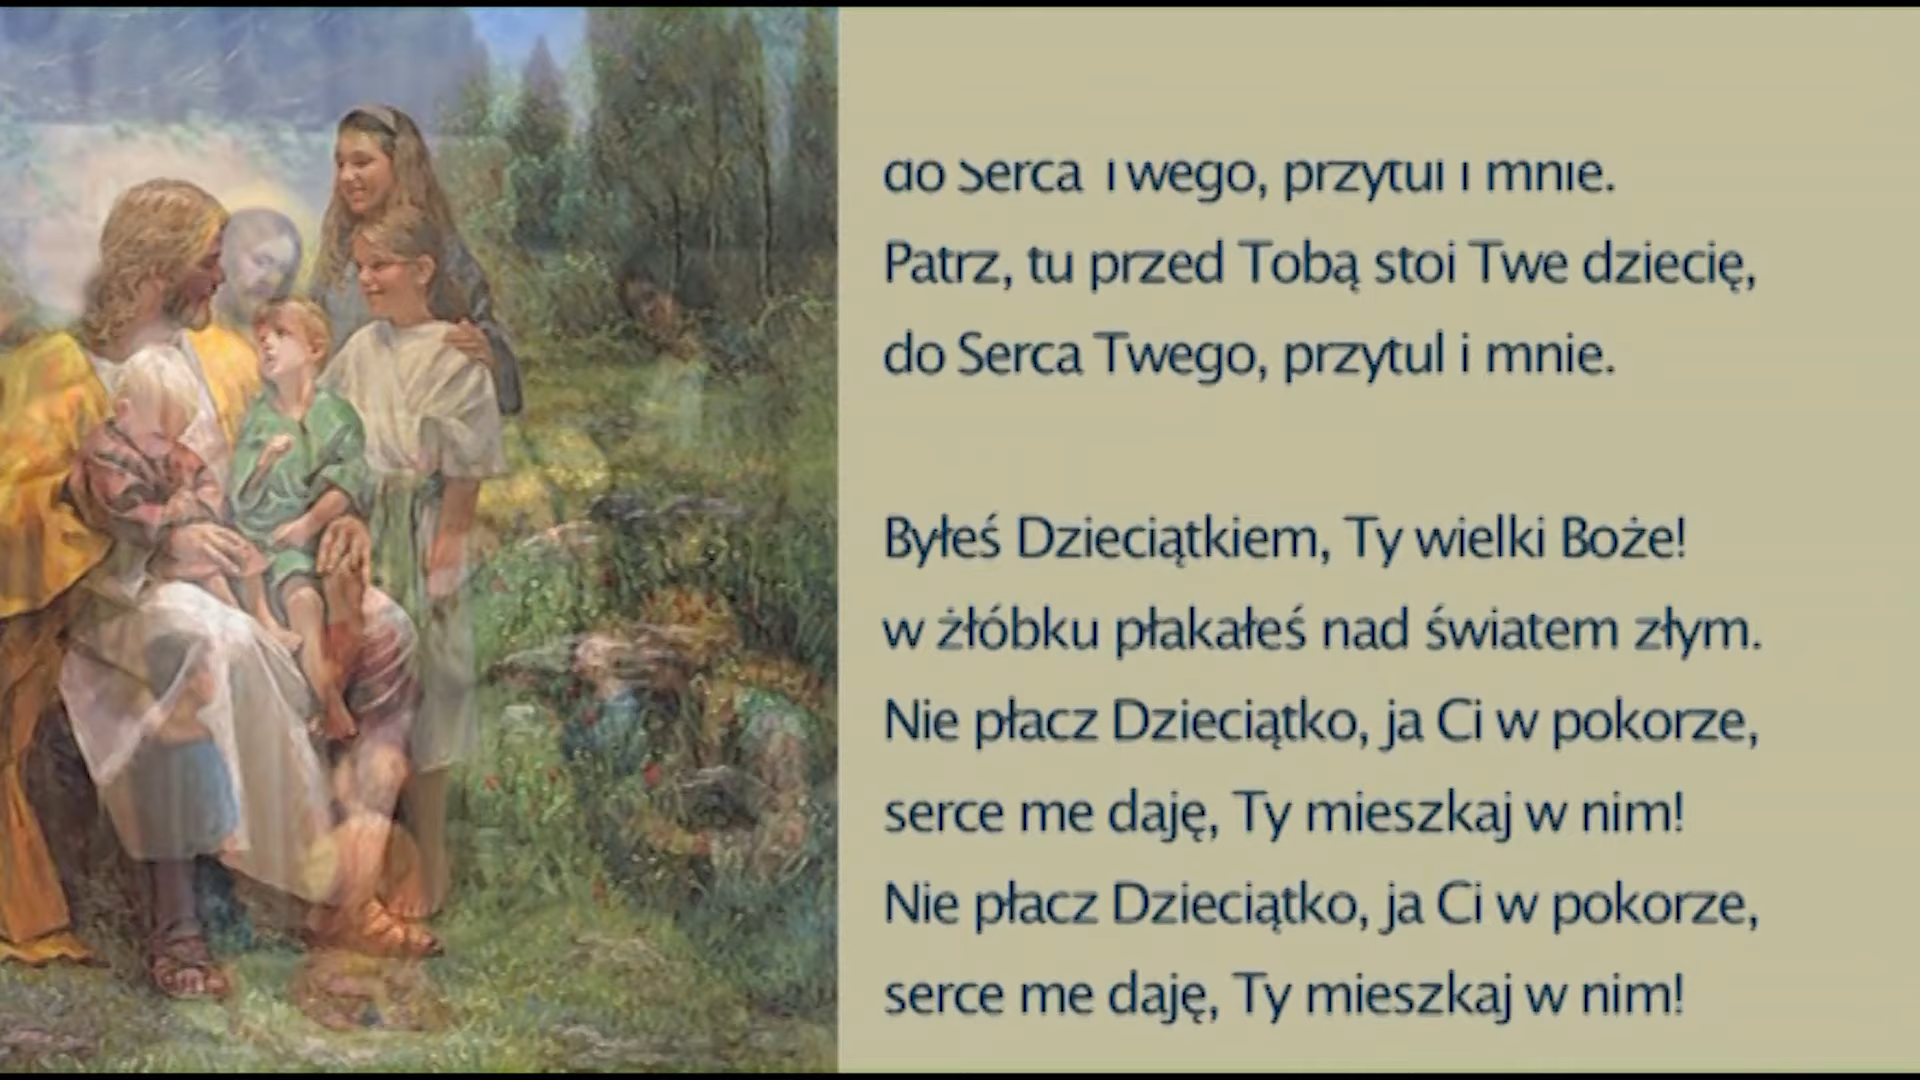 do Serca Twego, przytul i mnie.
Patrz, tu przed Tobą stoi Twe dziecię,
do Serca Twego, przytul i mnie.
Byłeś Dzieciątkiem, Ty wielki Boże!
w żłóbku płakałeś nad światem złym.
Nie płacz Dzieciątko, ja Ci w pokorze,
serce me daję, Ty mieszkaj w nim!
Nie płacz Dzieciątko, ja Ci w pokorze,
serce me daję, Ty mieszkaj w nim!